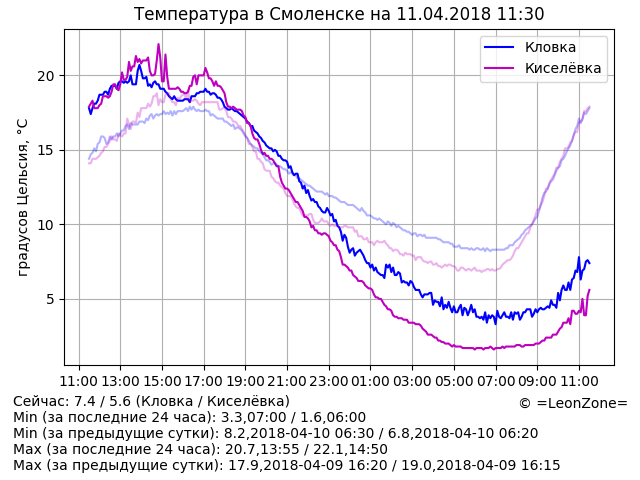 Температура в Смоленске на 11.04.2018 11:30
Кловка
Киселёвка
градусов Цельсия, °C
20
15
10
5
11:00 13:00 15:00 17:00 19:00 21:00 23:00 01:00 03:00 05:00 07:00 09:00 11:00
Сейчас: 7.4 / 5.6 (Кловка / Киселёвка)
© =LeonZone=
Min (за последние 24 часа): 3.3,07:00 / 1.6,06:00
Min (за предыдущие сутки): 8.2,2018-04-10 06:30 / 6.8,2018-04-10 06:20
Max (за последние 24 часа): 20.7,13:55 / 22.1,14:50
Max (за предыдущие сутки): 17.9,2018-04-09 16:20 / 19.0,2018-04-09 16:15